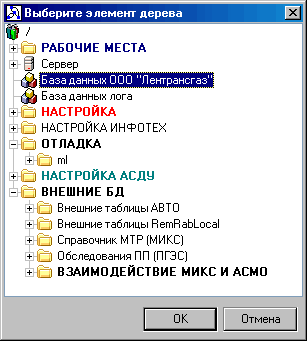 Выберите элемент дерева
/
РАБОЧИЕ МЕСТА
Сервер
База данных ООО "Лентрансгаз"
База данных лога
НАСТРОЙКА
НАСТРОЙКА ИНФОТЕХ
ОТЛАДКА
ml
НАСТРОЙКА АСДУ
ВНЕШНИЕ БД
Внешние таблицы АВТО
Внешние таблицы RemRabLocal
Справочник МТР (МИКС)
Обследования ПП (ПГЭС)
ВЗАИМОДЕЙСТВИЕ МИКС И АСМО
OK
Отмена